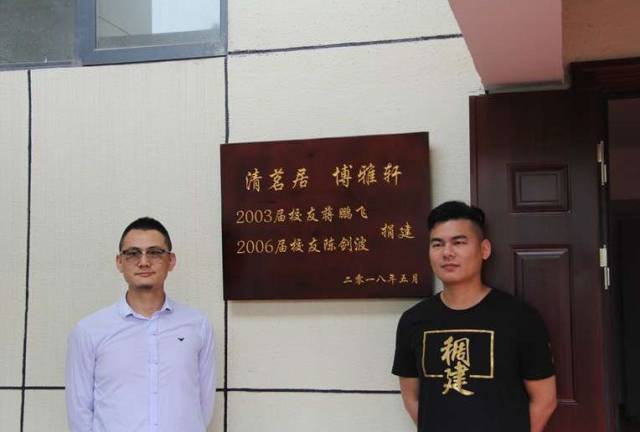 清茗居 博雅轩
2003届校友蒋鹏飞
2006届校友陈剑波
捐建
二零一八年五月
稠建